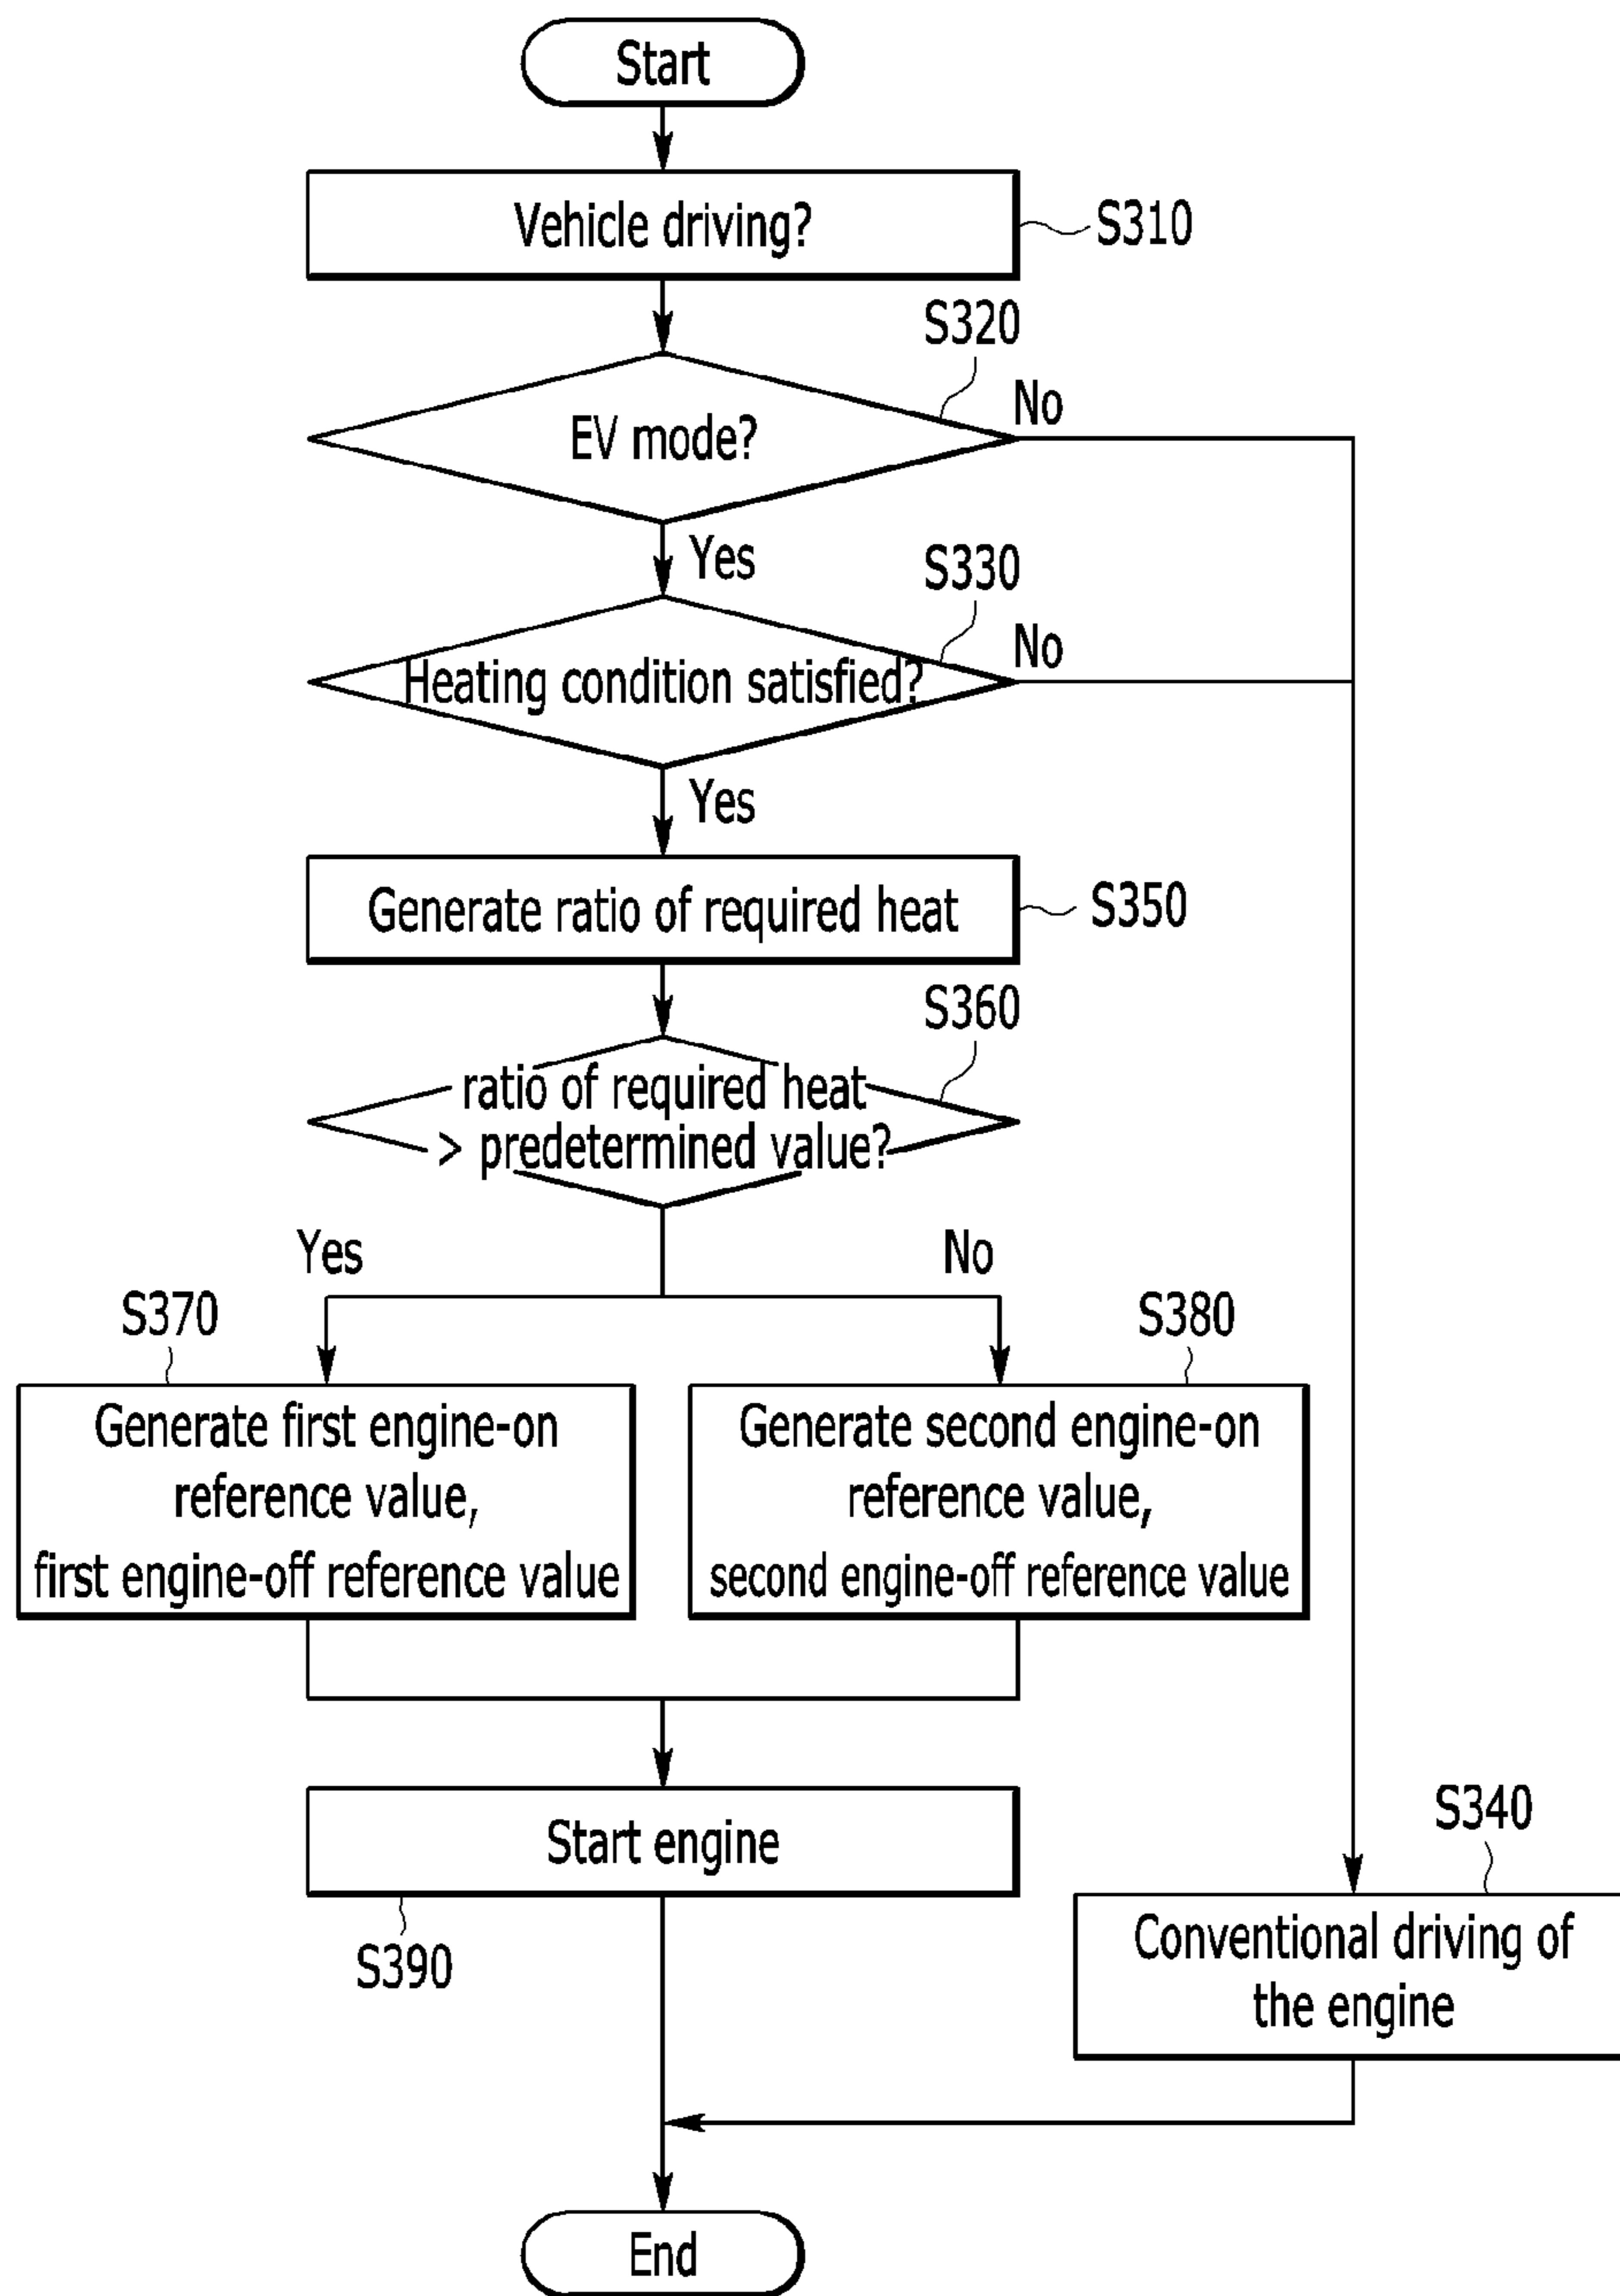 Start
Vehicle driving?
S310
S320
EV mode?
No
Yes
S330
Heating condition satisfied?
No
Yes
Generate ratio of required heat
S350
S360
ratio of required heat
> predetermined value?
Yes
No
S370
S380
Generate first engine-on
reference value,
first engine-off reference value
Generate second engine-on
reference value,
second engine-off reference value
Start engine
S390
S340
Conventional driving of
the engine
End